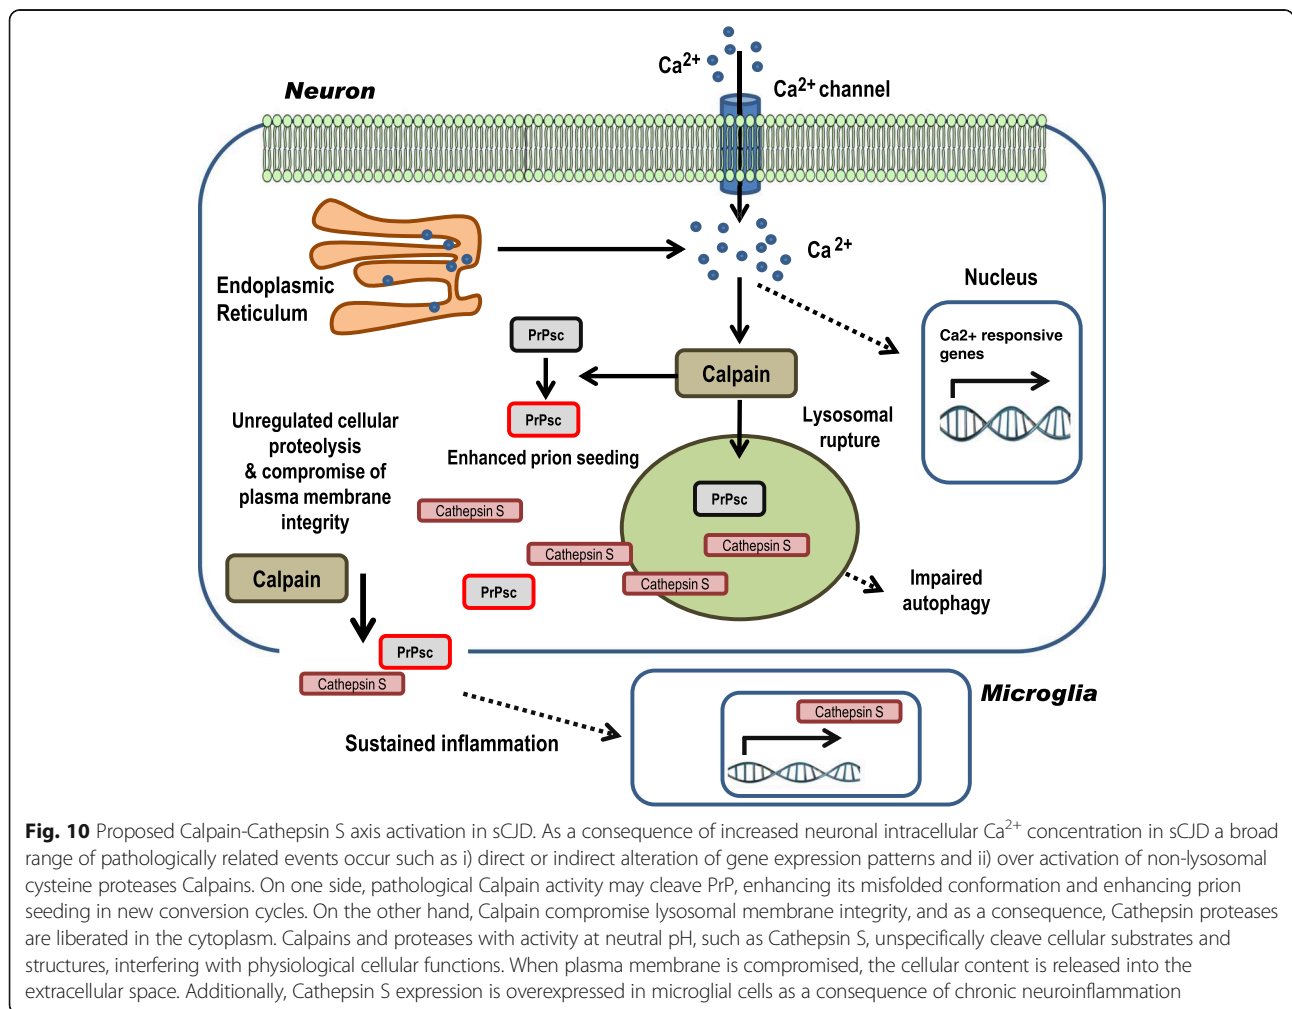 Ca2+
Neuron
Ca2+ channel
Endoplasmic
Reticulum
Ca 2+
Nucleus
Ca2+ responsive
genes
PrPsc
Calpain
PrPsc
Enhanced prion seeding
Lysosomal
rupture
Unregulated cellular
proteolysis
& compromise of
plasma membrane
integrity
PrPsc
Cathepsin S
Cathepsin S
Cathepsin S
Cathepsin S
Calpain
PrPsc
Impaired
autophagy
PrPsc
Cathepsin S
Sustained inflammation
Microglia
Cathepsin S
Fig. 10 Proposed Calpain-Cathepsin S axis activation in sCJD. As a consequence of increased neuronal intracellular Ca2+ concentration in sCJD a broad
range of pathologically related events occur such as i) direct or indirect alteration of gene expression patterns and ii) over activation of non-lysosomal
cysteine proteases Calpains. On one side, pathological Calpain activity may cleave PrP, enhancing its misfolded conformation and enhancing prion
seeding in new conversion cycles. On the other hand, Calpain compromise lysosomal membrane integrity, and as a consequence, Cathepsin proteases
are liberated in the cytoplasm. Calpains and proteases with activity at neutral pH, such as Cathepsin S, unspecifically cleave cellular substrates and
structures, interfering with physiological cellular functions. When plasma membrane is compromised, the cellular content is released into the
extracellular space. Additionally, Cathepsin S expression is overexpressed in microglial cells as a consequence of chronic neuroinflammation